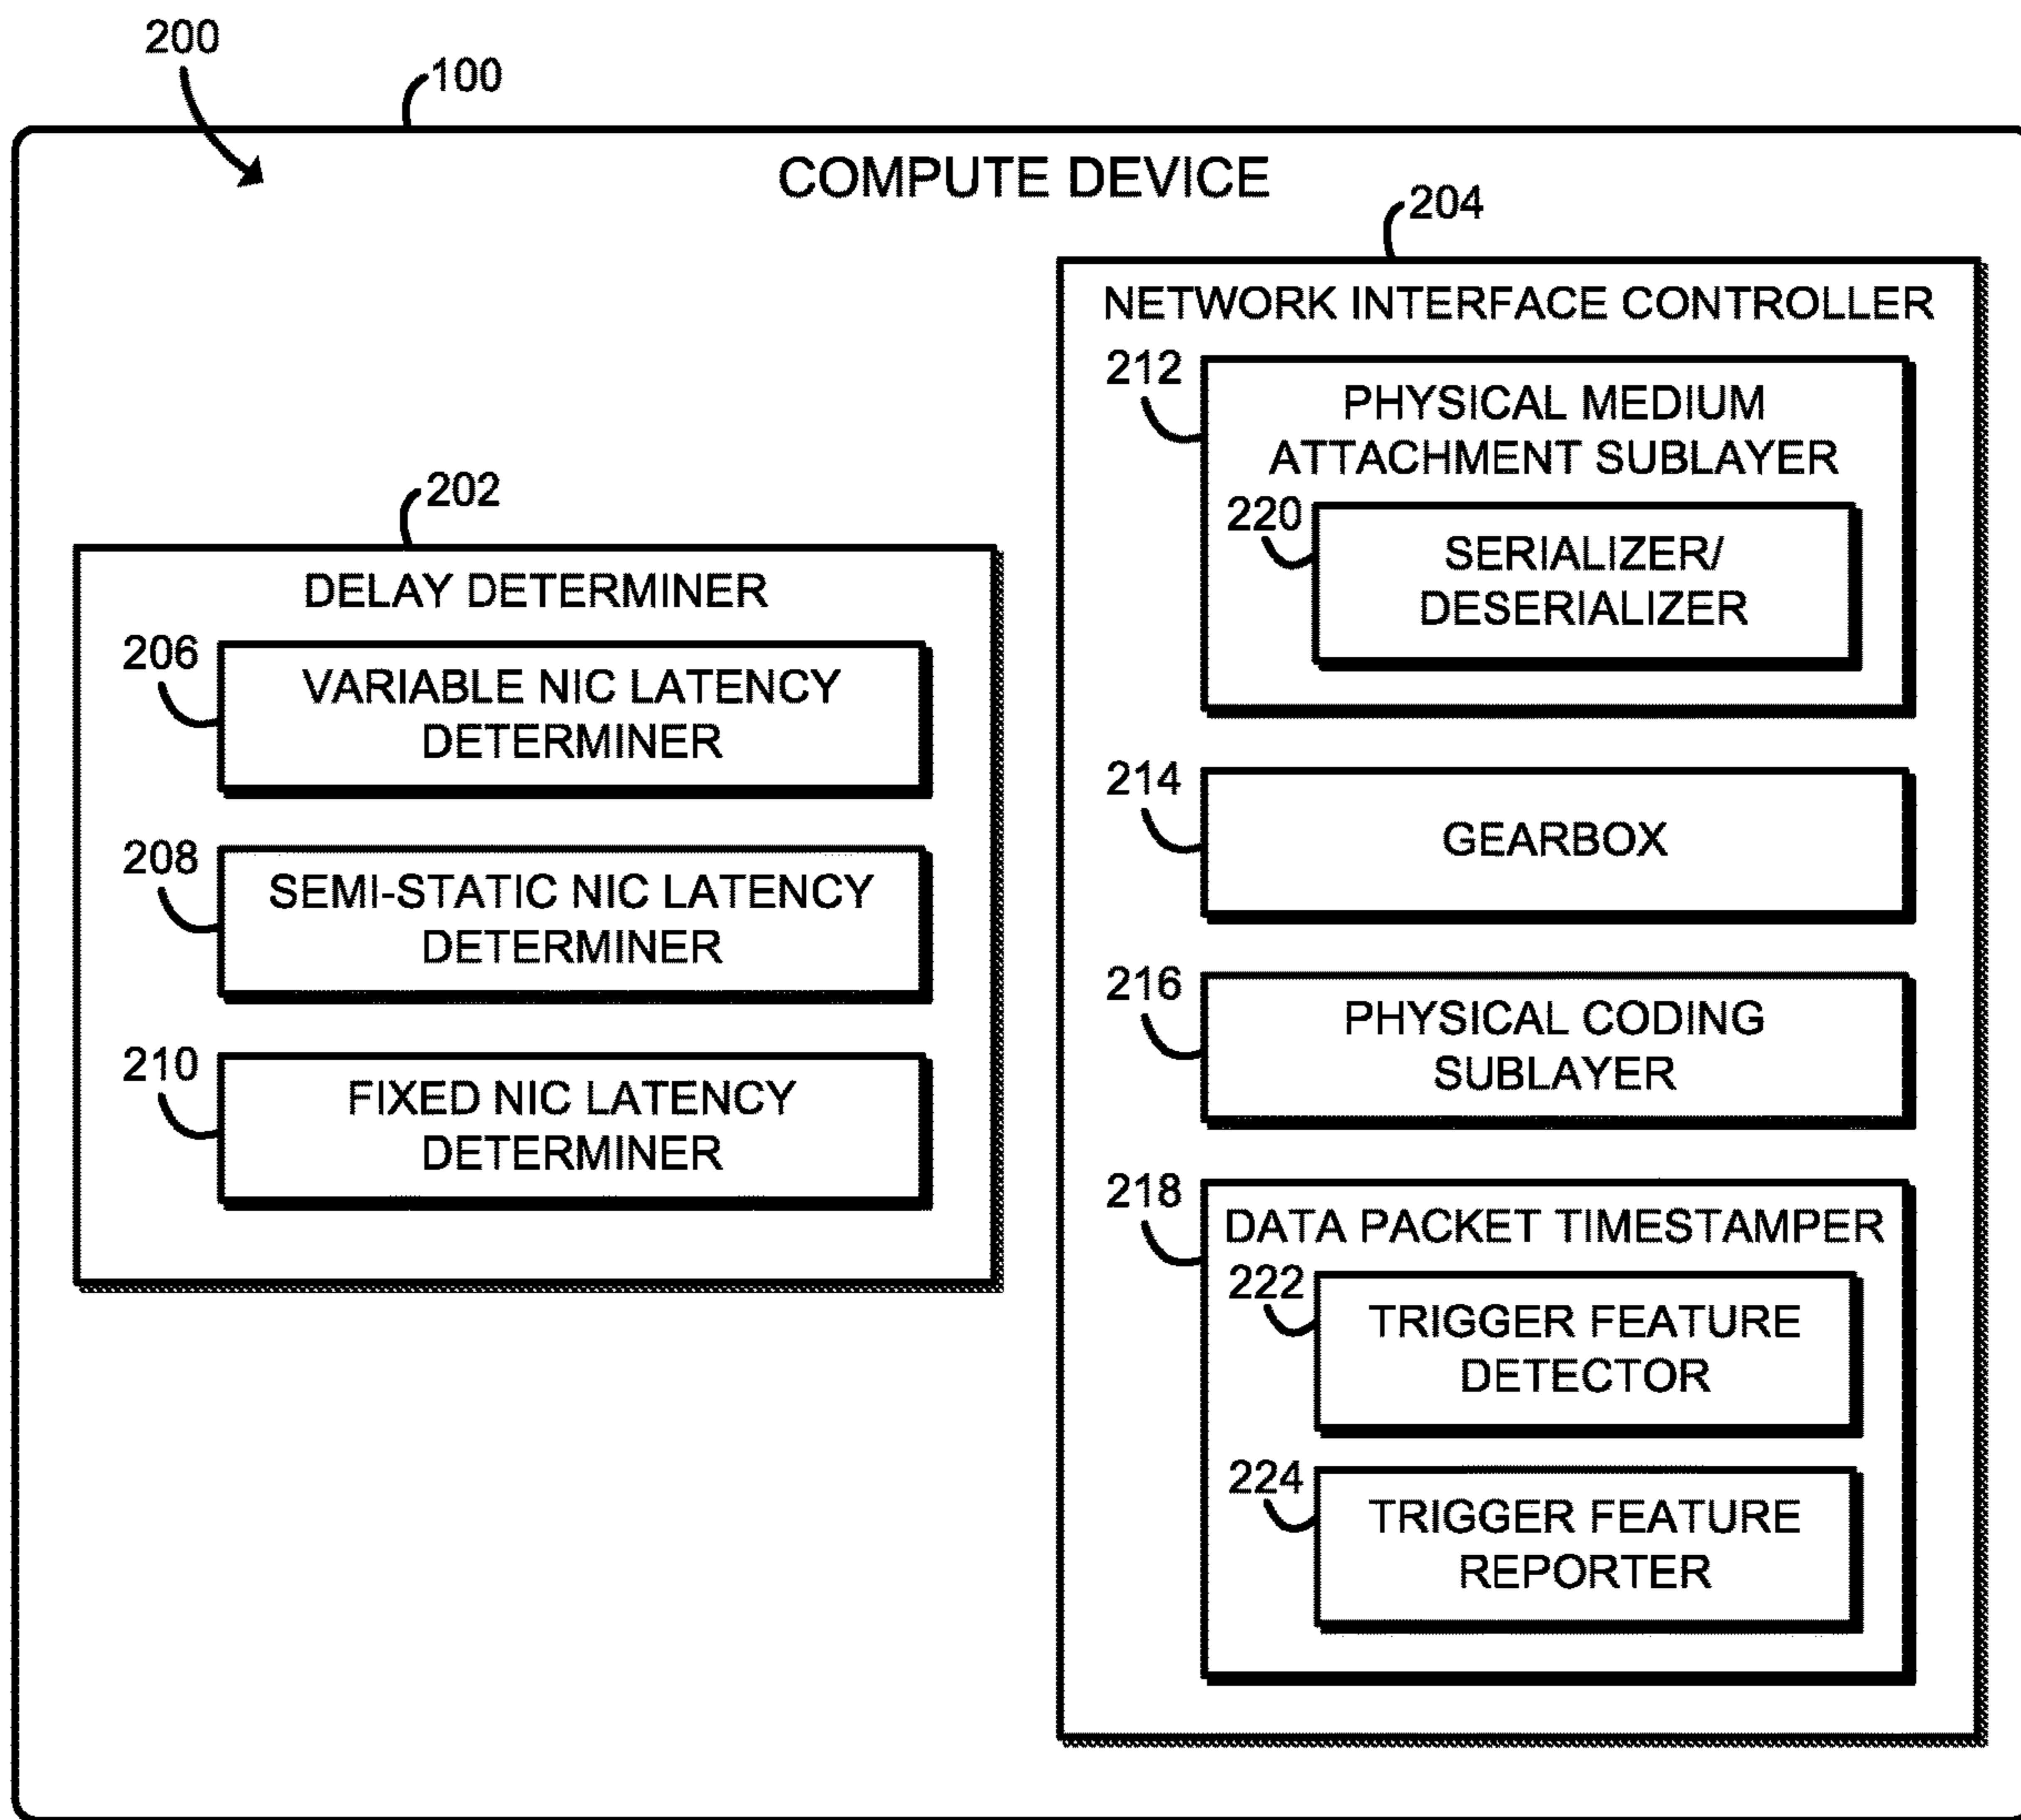 200
100
COMPUTE DEVICE
202
DELAY DETERMINER
206
VARIABLE NIC LATENCY
DETERMINER
208
SEMI-STATIC NIC LATENCY
DETERMINER
210
FIXED NIC LATENCY
DETERMINER
204
NETWORK INTERFACE CONTROLLER
212
PHYSICAL MEDIUM
ATTACHMENT SUBLAYER
220
SERIALIZER/
DESERIALIZER
214
GEARBOX
216
PHYSICAL CODING
SUBLAYER
218
DATA PACKET TIMESTAMPER
222
TRIGGER FEATURE
DETECTOR
224
TRIGGER FEATURE
REPORTER